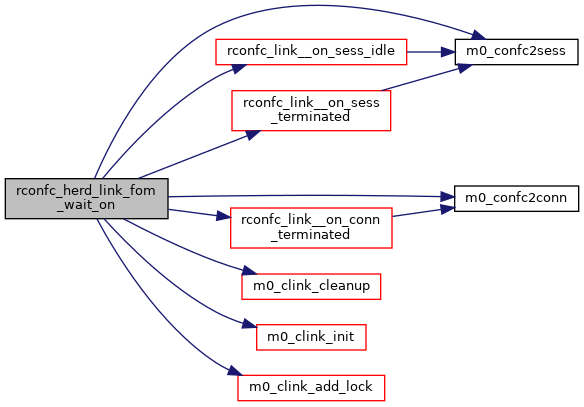 rconfc_link__on_sess_idle
m0_confc2sess
rconfc_link__on_sess
_terminated
rconfc_herd_link_fom
_wait_on
m0_confc2conn
rconfc_link__on_conn
_terminated
m0_clink_cleanup
m0_clink_init
m0_clink_add_lock